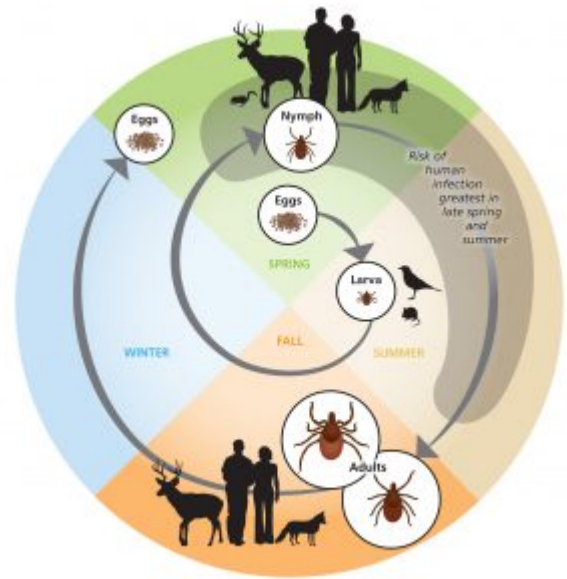 Eggs
Nymph
Risk of
human
infection
greatest in
late spring
and
summer
Eggs
SPRING
Larva
FALL
WINTER
SUMMER
Adults